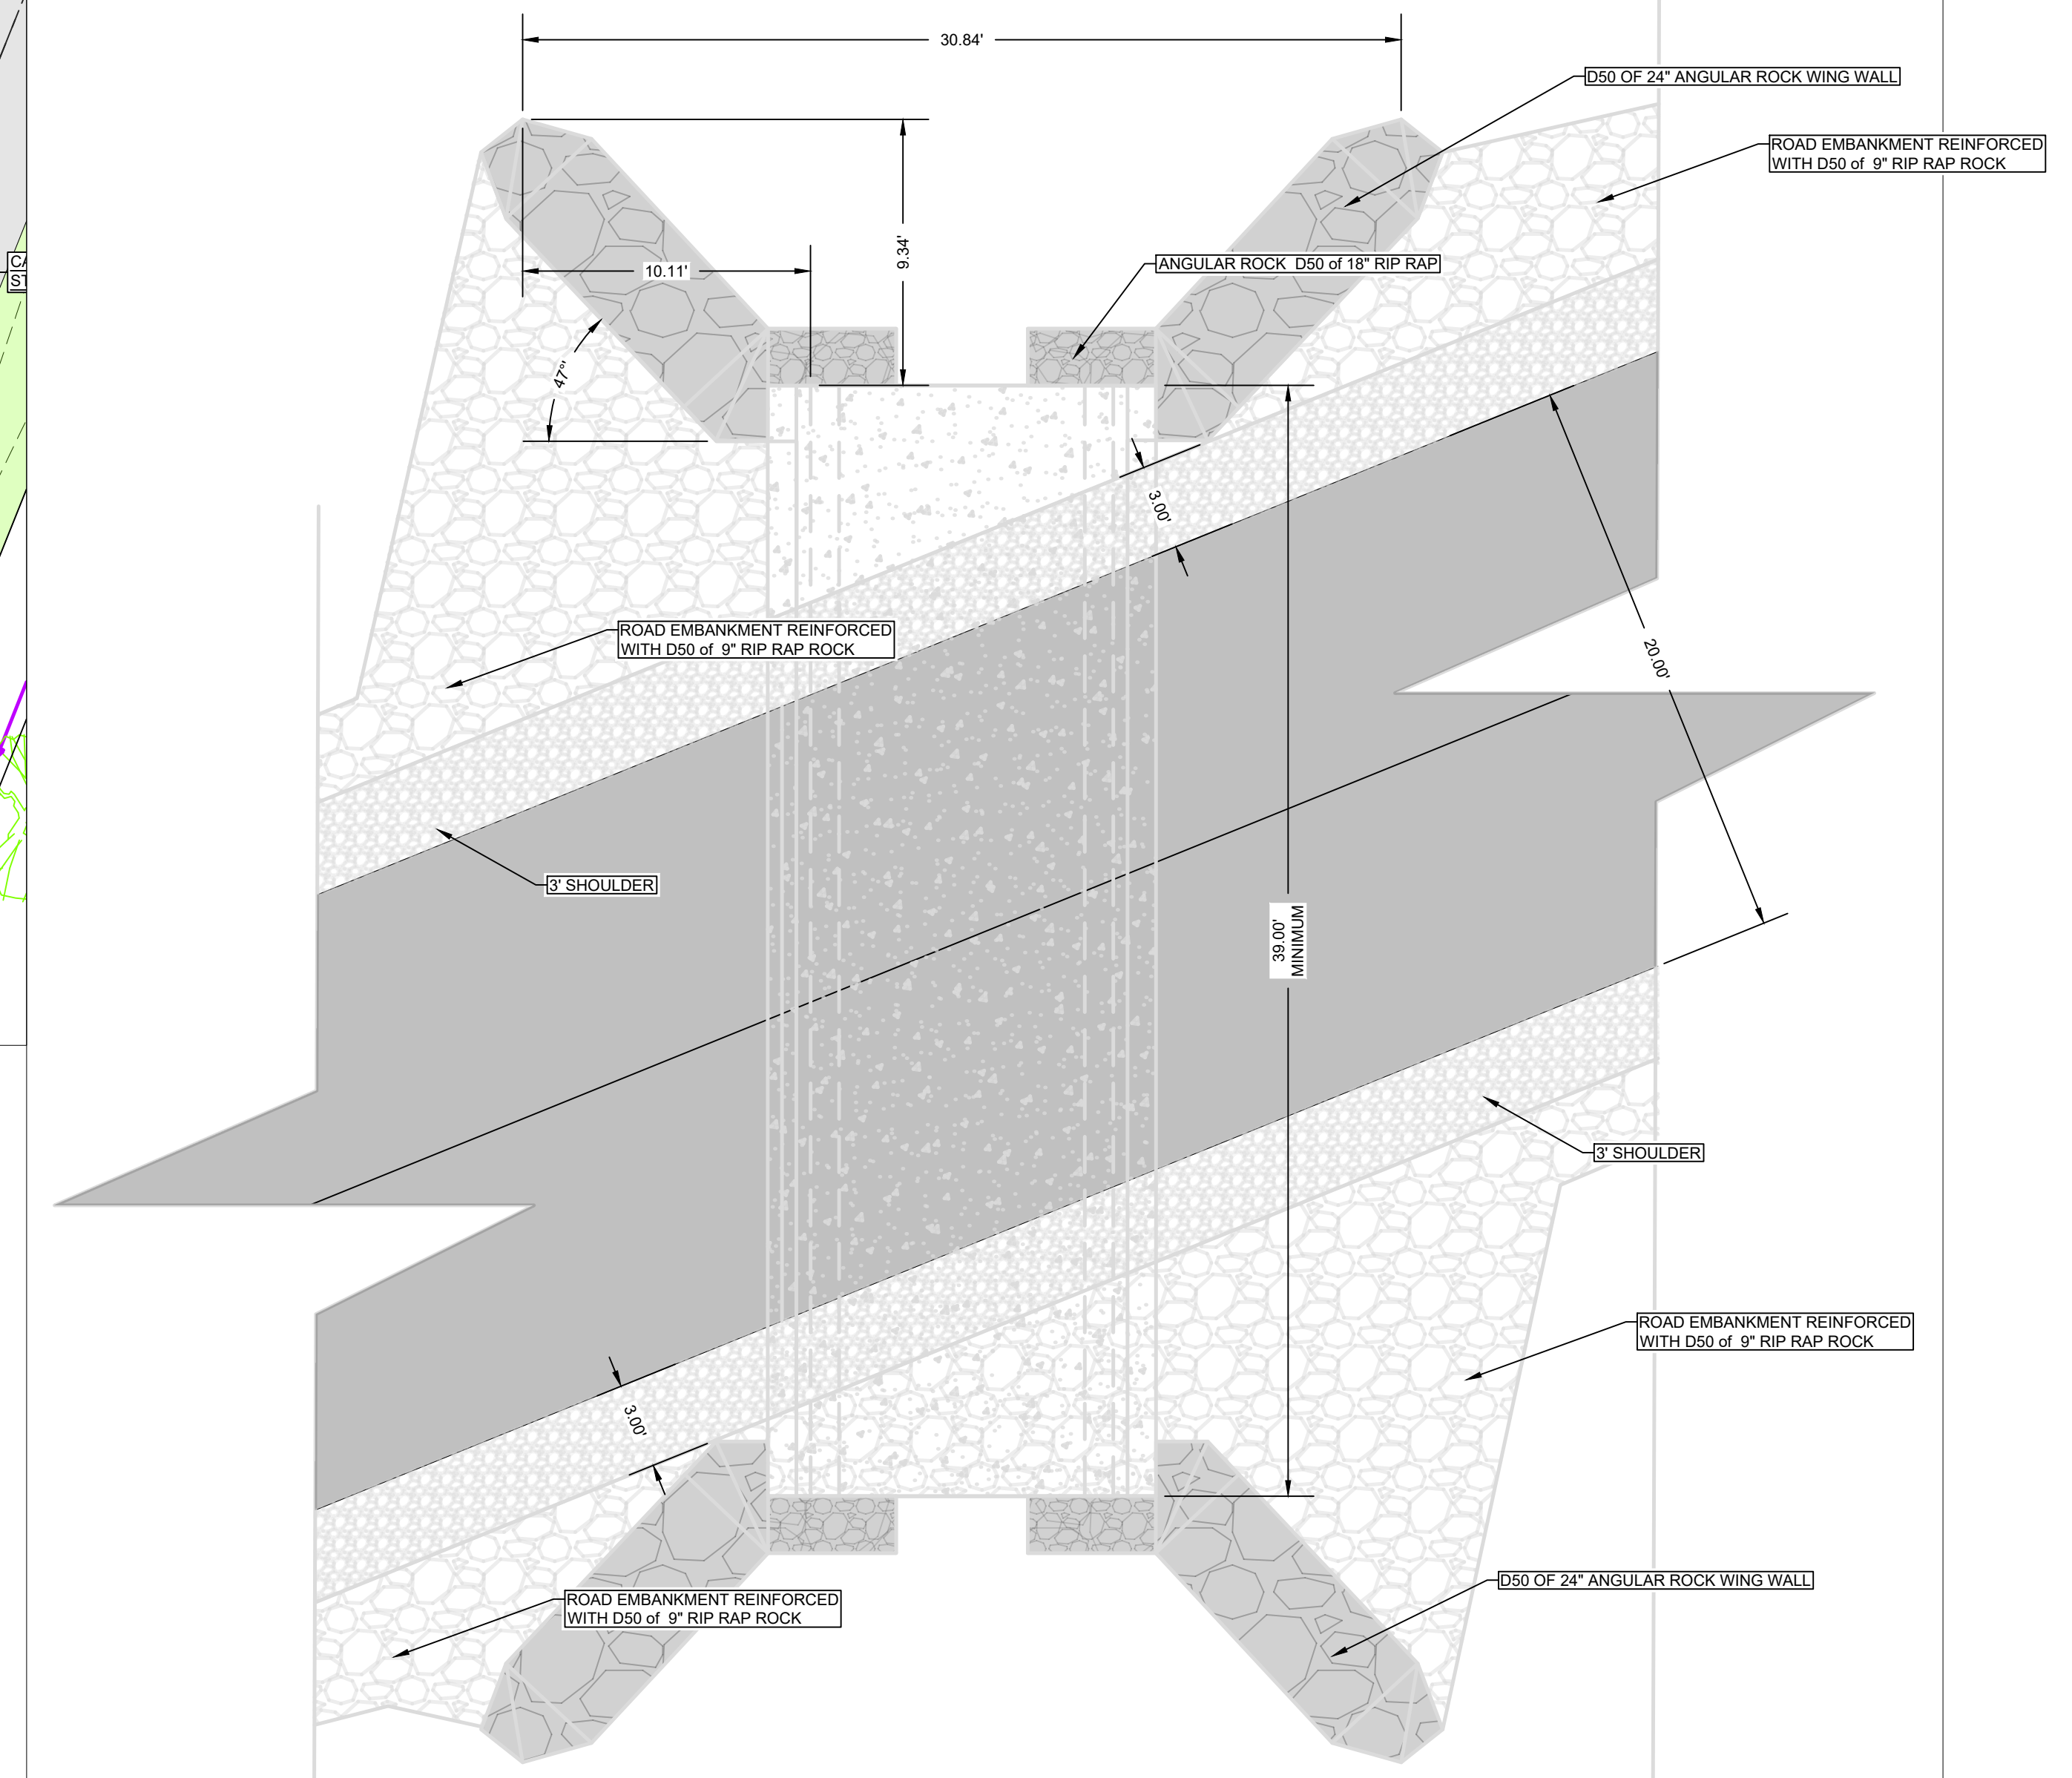 30.84'
D50 OF 24" ANGULAR ROCK WING WALL
ROAD EMBANKMENT REINFORCED
WITH D50 of 9" RIP RAP ROCK
9.34'
CA
ST
ANGULAR ROCK D50 of 18" RIP RAP
10.11'
47°
3.00'
ROAD EMBANKMENT REINFORCED
WITH D50 of 9" RIP RAP ROCK
20.00'
3' SHOULDER
39.00'
MINIMUM
3' SHOULDER
ROAD EMBANKMENT REINFORCED
WITH D50 of 9" RIP RAP ROCK
3.00'
D50 OF 24" ANGULAR ROCK WING WALL
ROAD EMBANKMENT REINFORCED
WITH D50 of 9" RIP RAP ROCK